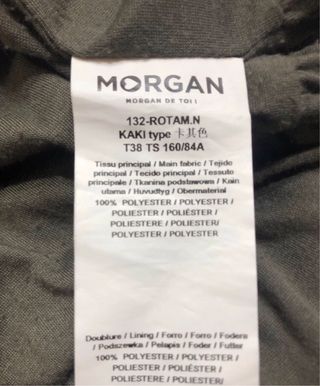 MORGAN
MORGAN DE TOI !
132-ROTAM.N
KAKI type 卡其色
T38 TS 160/84A
Tissu principal / Main fabric / Tejido
principal / Tecido principal / Tessuto
principale / Tkanina podstawowa / Kain
utama / Huvudtyg / Obermaterial
100% POLYESTER / POLYESTER /
POLIESTER / POLIÉSTER /
POLIESTERE / POLIESTER/
POLYESTER / POLYESTER
Doublure / Lining / Forro / Forro / Fodera
/ Podszewka / Pelapis / Foder / Futter
100% POLYESTER / POLYESTER /
POLIESTER / POLIÉSTER /
POLIESTERE / POLIESTER/